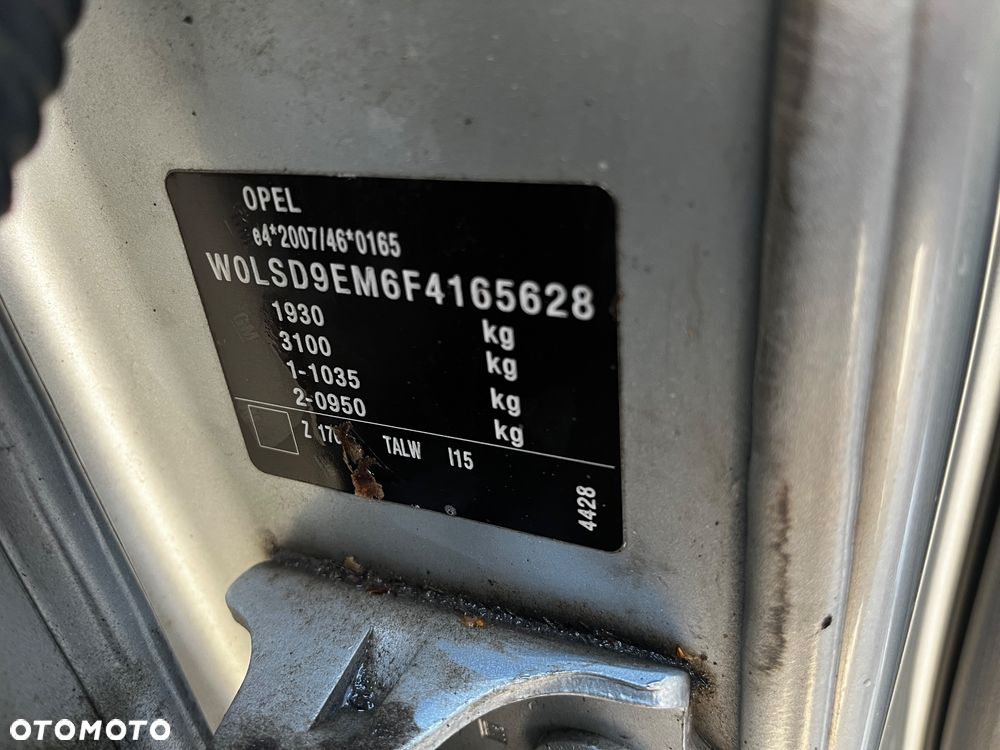 OPEL
e4*2007/46*0165
W0LSD9EM6F4165628
1930 kg
3100 kg
1-1035 kg
2-0950 kg
Z TALW I15
4428
OTOMOTO